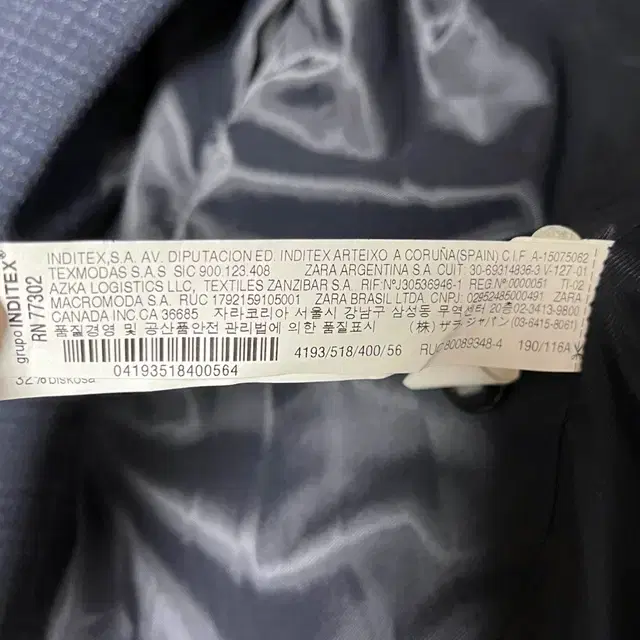 grupo INDITEX®
RN 77302
INDITEX,S.A. AV. DIPUTACION ED. INDITEX ARTEIXO A CORUÑA(SPAIN) C.I.F. A-15075062
TEXMODAS S.A.S SIC 900.123.408 ZARA ARGENTINA S.A. CUIT: 30-69314836-3 V-127-01
AZKA LOGISTICS LLC, TEXTILES ZANZIBAR S.A. RIF.NºJ30536946-1 REG.Nº0000051 TI-02
MACROMODA S.A. RUC 1792159105001 ZARA BRASIL LTDA, CNPJ: 02952485000491 ZARA
CANADA INC.CA 36685 자라코리아 서울시 강남구 삼성동 무역센터 20층02-3413-9800
품질경영 및 공산품안전 관리법에 의한 품질표시 (株) ザラ ジャパン (03-6415-8061)
04193518400564 4193/518/400/56 RUC 80089348-4 190/116A
32% Biskosa